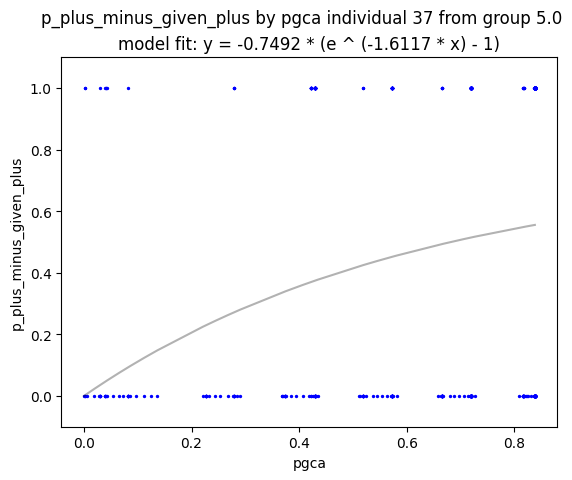 p_plus_minus_given_plus by pgca individual 37 from group 5.0
model fit: y = -0.7492 * (e ^ (-1.6117 * x) - 1)
1.0
0.8
0.6
0.4
0.2
0.0
p_plus_minus_given_plus
0.0 0.2 0.4 0.6 0.8
pgca